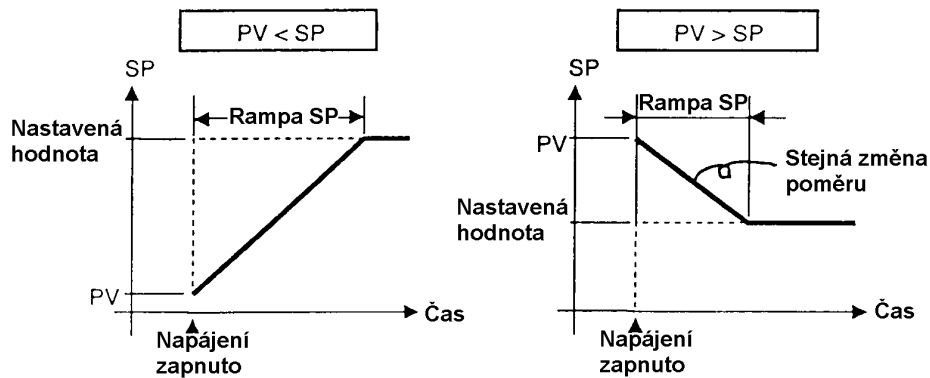 PV < SP
SP
Rampa SP
Nastavená
hodnota
PV
Čas
Napájení
zapnuto
PV > SP
SP
Rampa SP
PV
Stejná změna
poměru
a
Nastavená
hodnota
Čas
Napájení
zapnuto